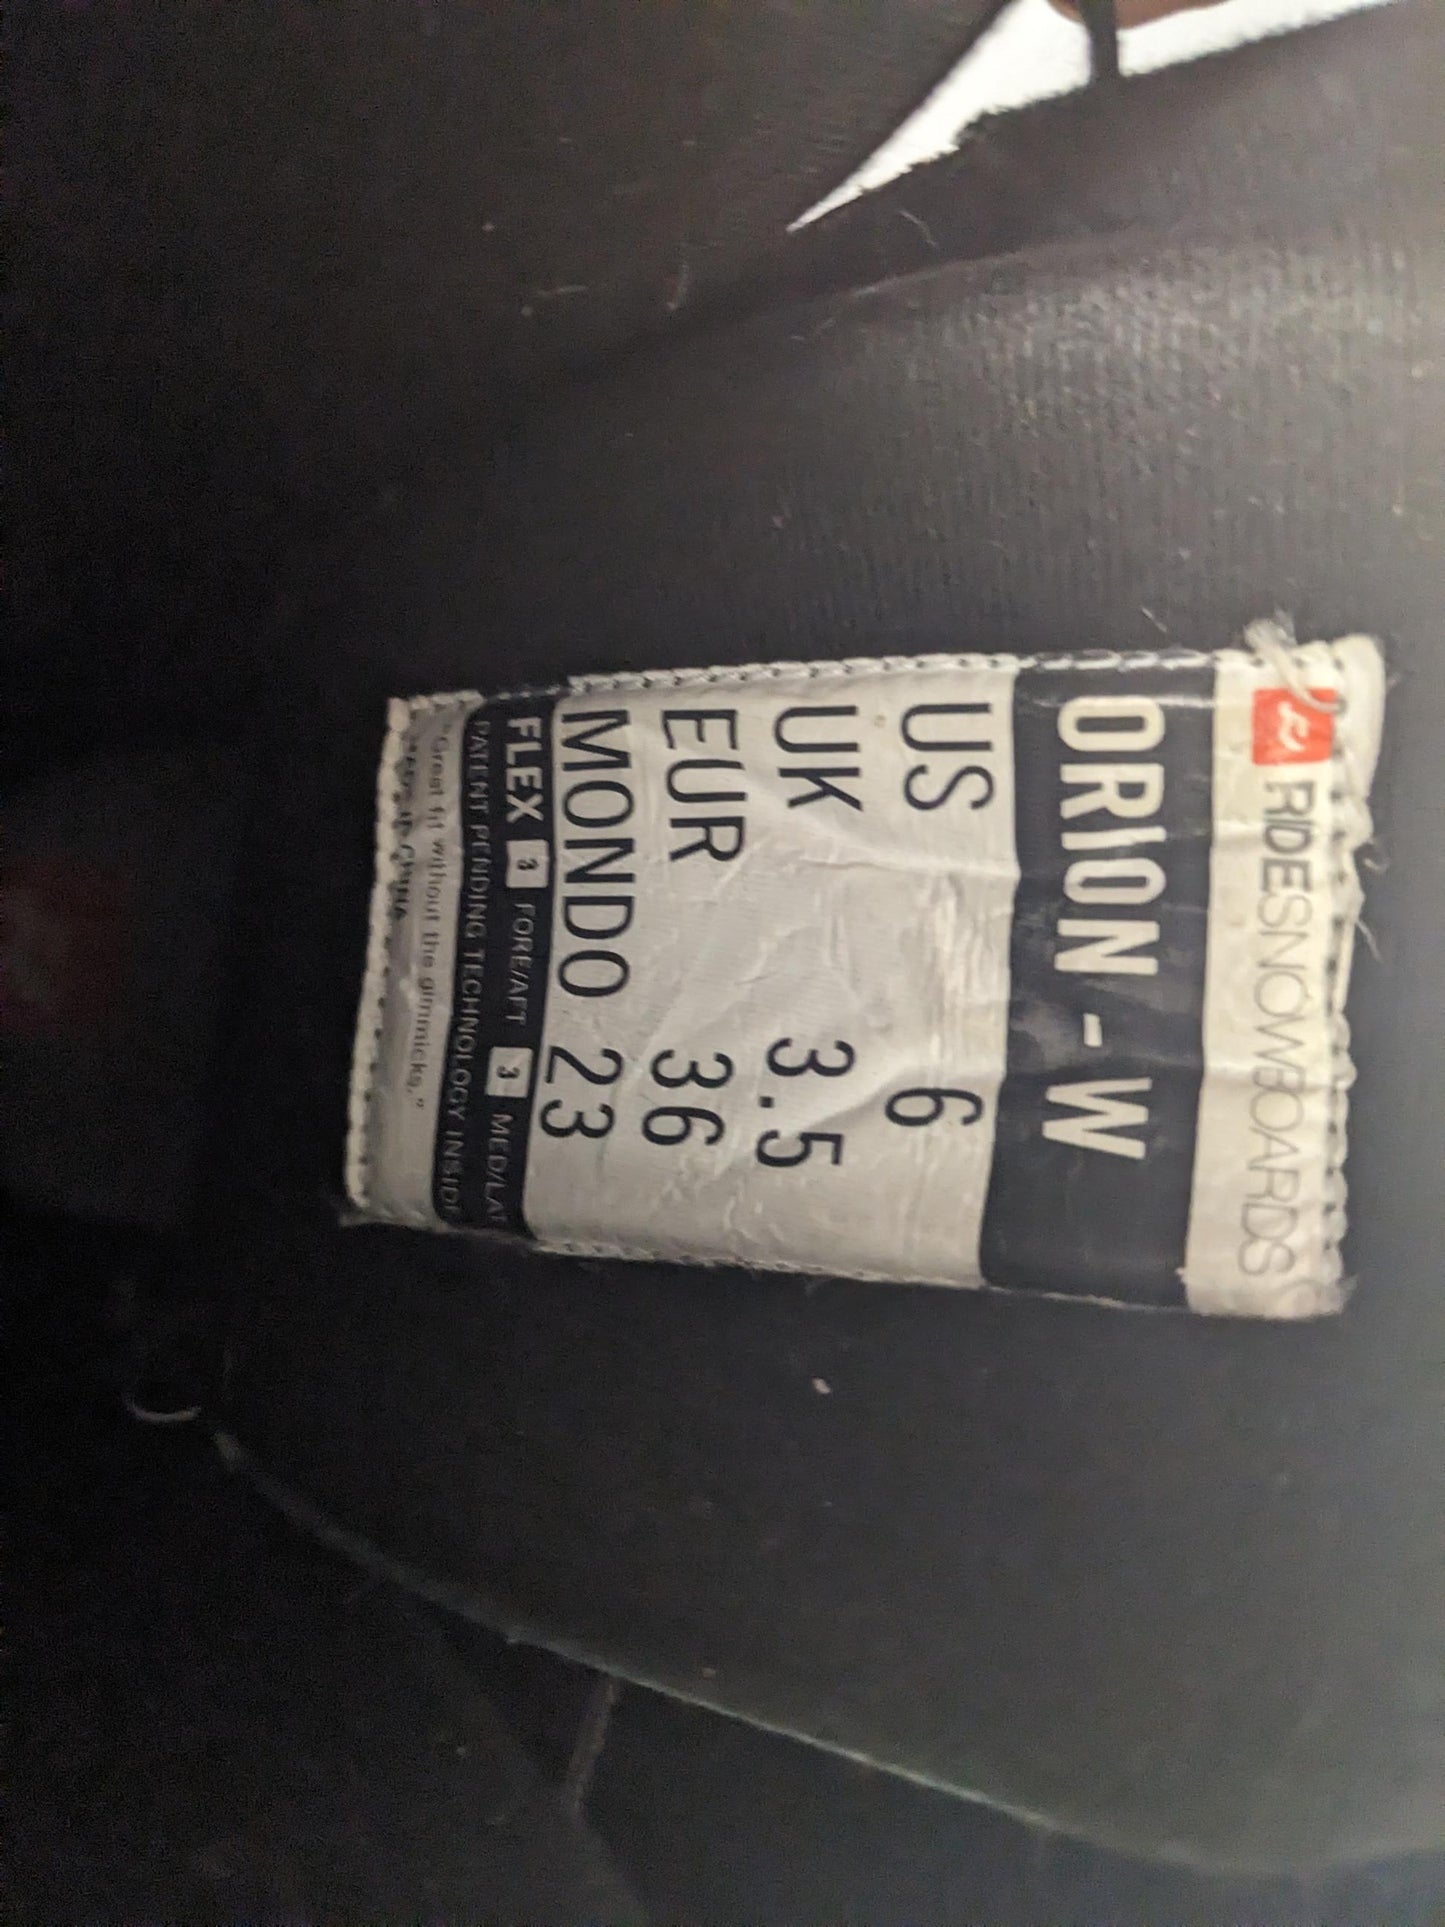 RIDESNOWBOARDS
ORION-W
US 6
UK 3.5
EUR 36
MONDO 23
FLEX 3 FORE/AFT 3 MED/LAT
PATENT PENDING TECHNOLOGY INSIDE
"Great fit without the gimmicks."